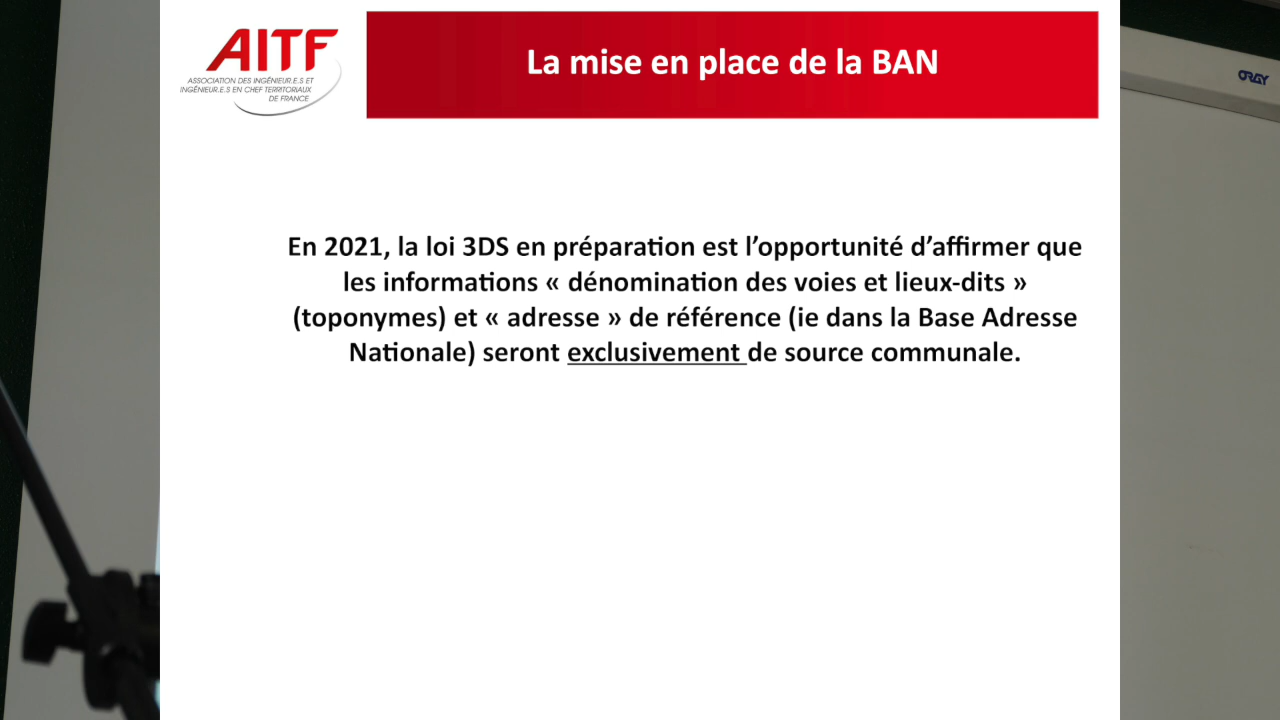 AITF
ASSOCIATION DES INGÉNIEUR.E.S ET
INGÉNIEUR.E.S EN CHEF TERRITORIAUX
DE FRANCE
La mise en place de la BAN
ORAY
En 2021, la loi 3DS en préparation est l’opportunité d’affirmer que
les informations « dénomination des voies et lieux-dits »
(toponymes) et « adresse » de référence (ie dans la Base Adresse
Nationale) seront exclusivement de source communale.